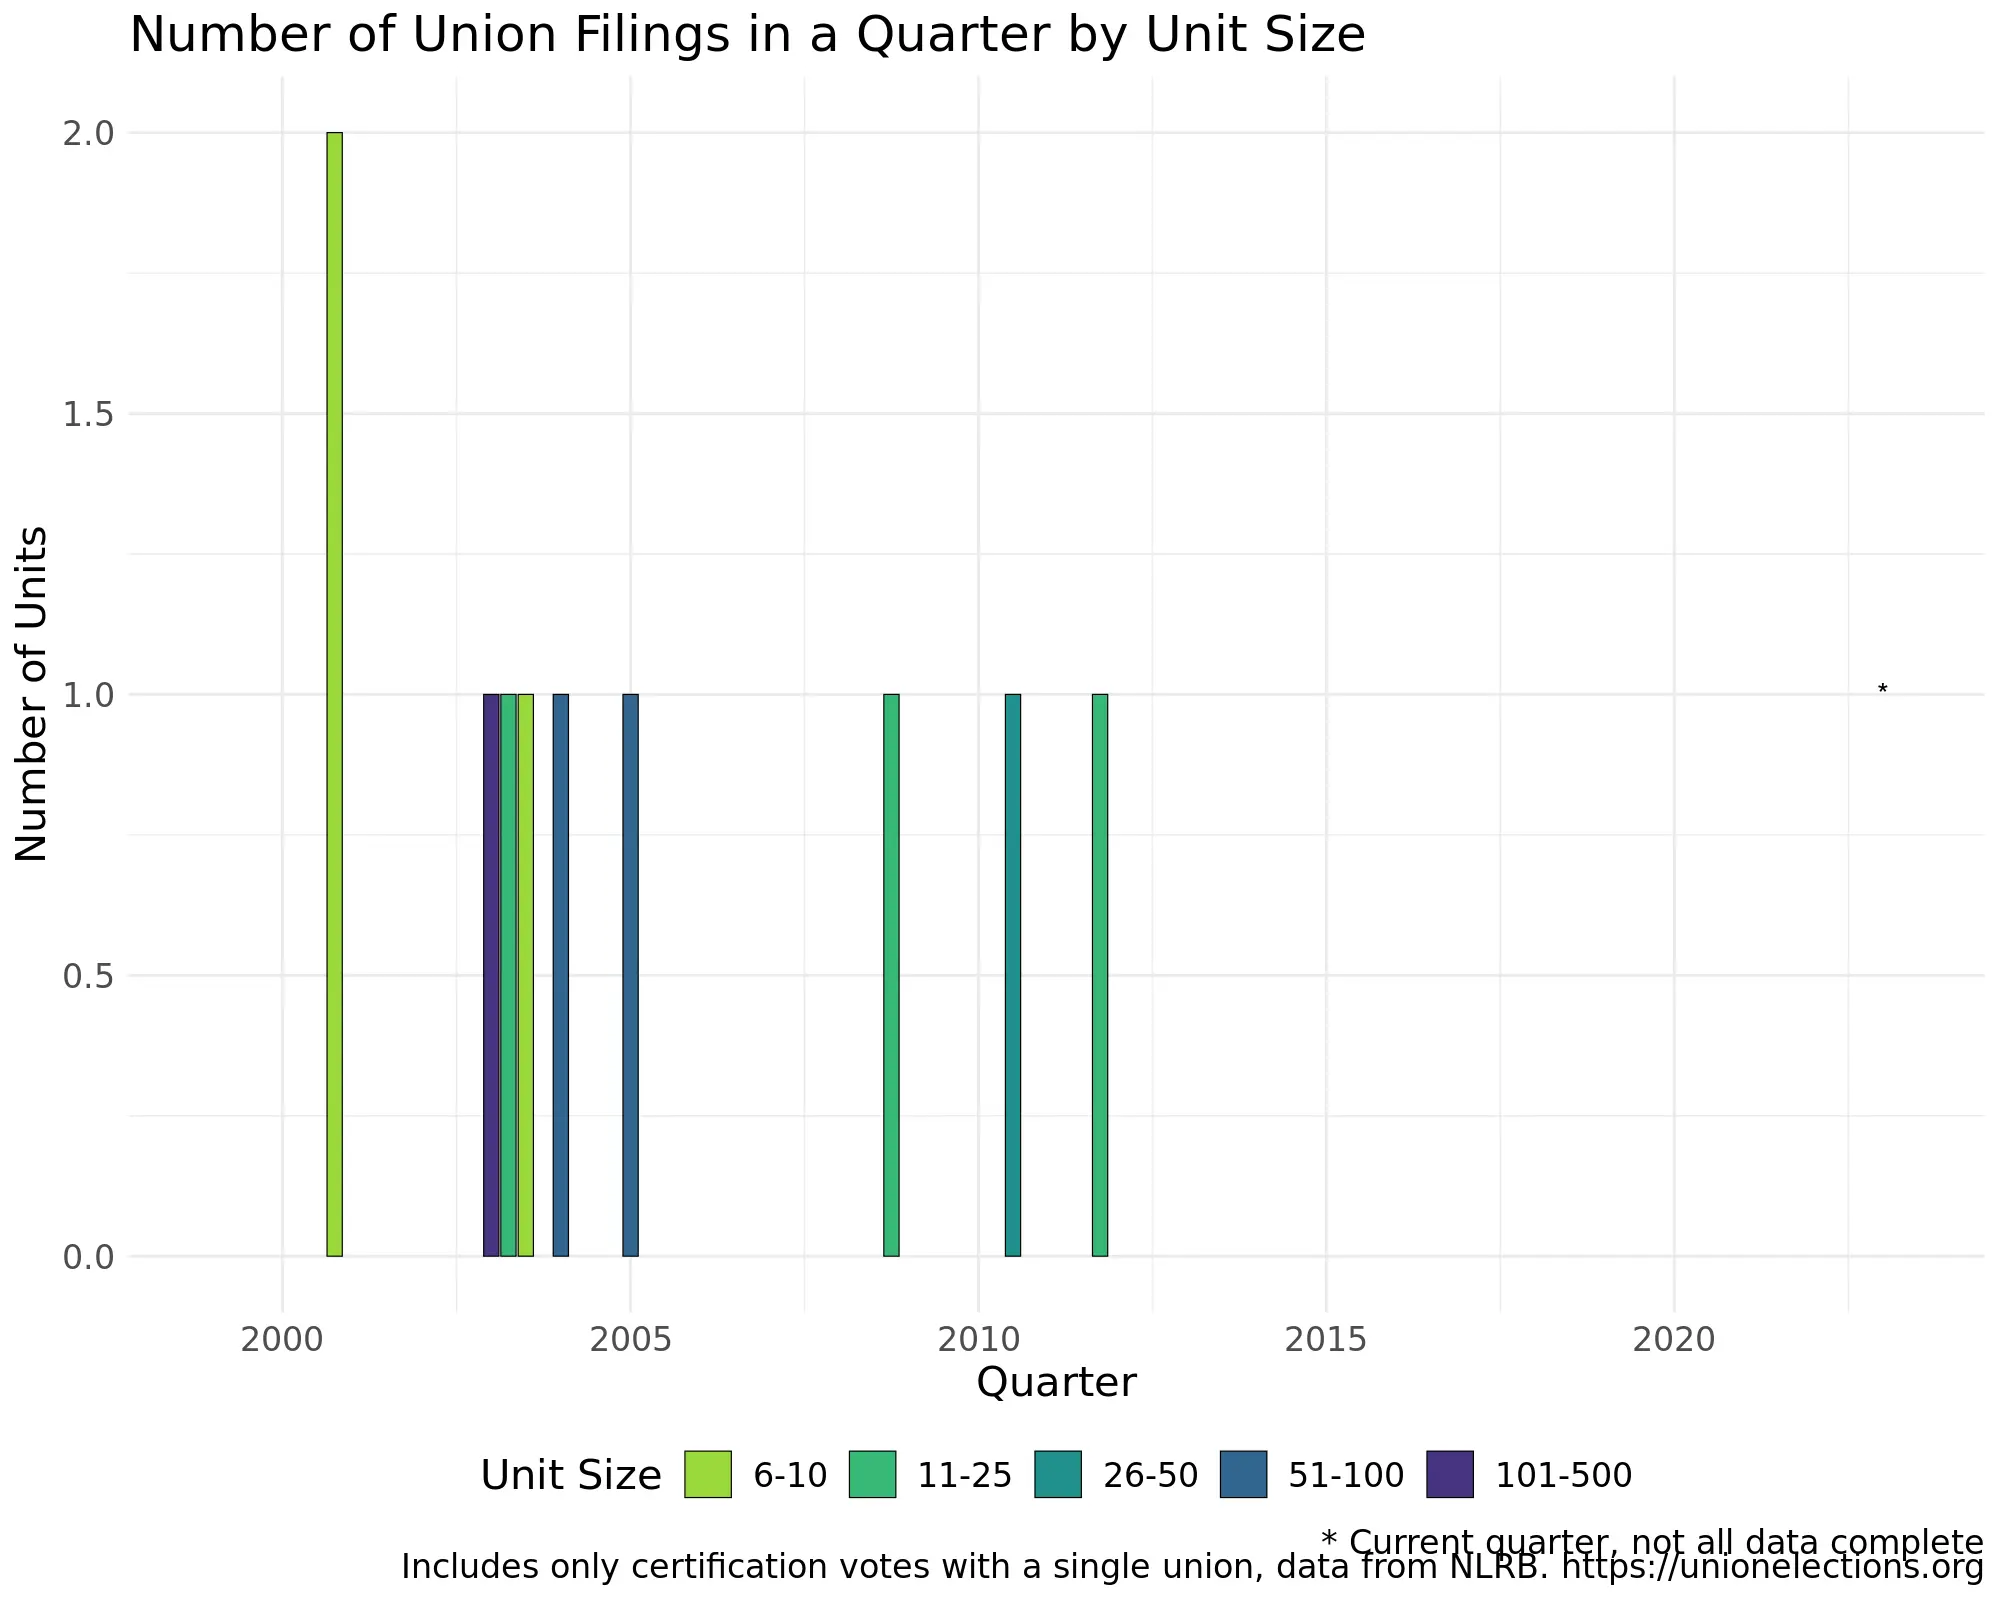 Number of Union Filings in a Quarter by Unit Size
Number of Units
2.0
1.5
1.0
*
0.5
0.0
2000 2005 2010 2015 2020
Quarter
Unit Size 6-10 11-25 26-50 51-100 101-500
* Current quarter, not all data complete
Includes only certification votes with a single union, data from NLRB. https://unionelections.org